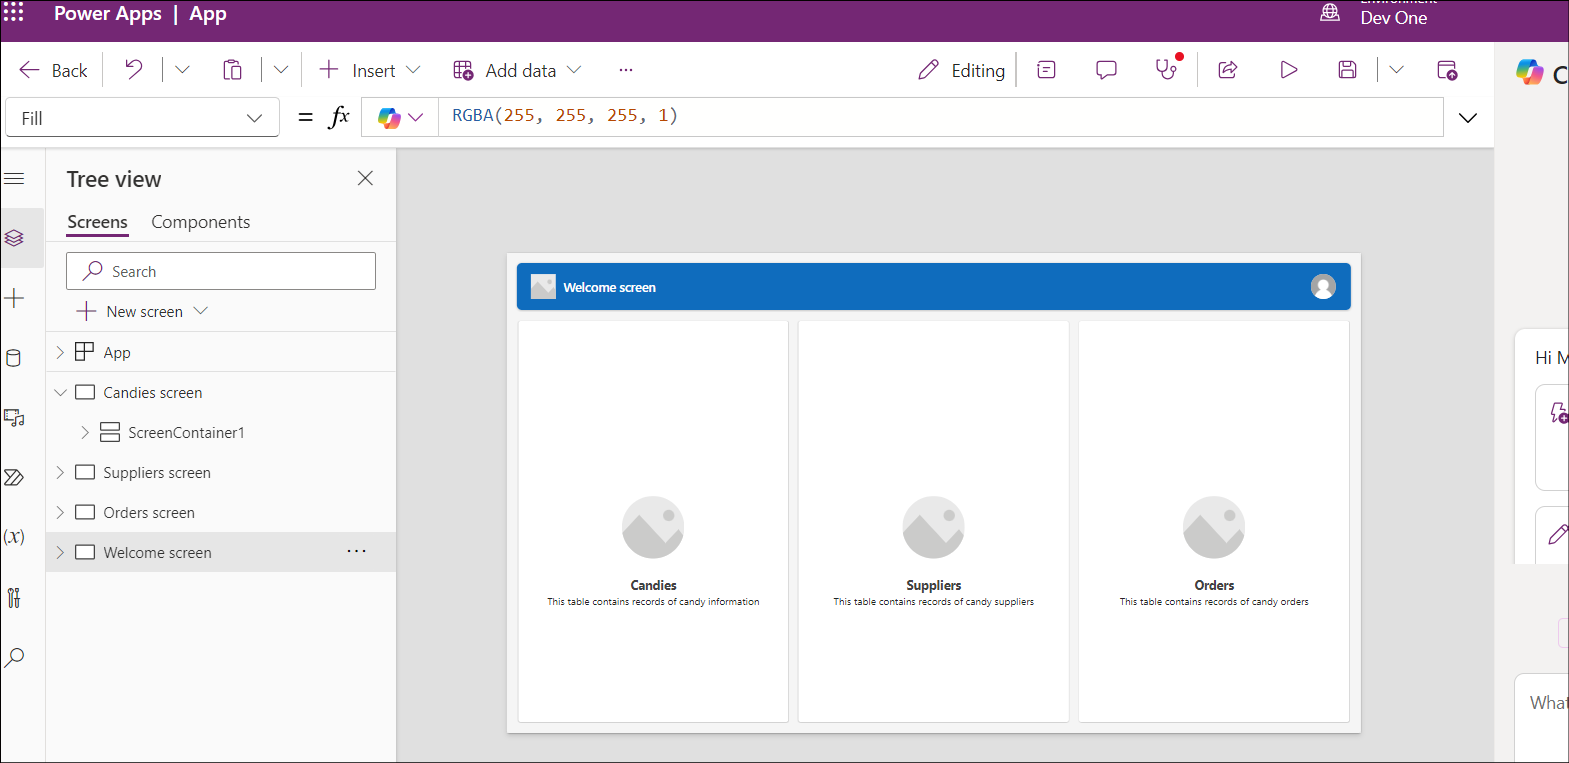 Power Apps | App
Dev One
Back
Insert
Add data
...
Editing
Fill
= fx
RGBA(255, 255, 255, 1)
Tree view
Screens
Components
Search
New screen
App
Candies screen
ScreenContainer1
Suppliers screen
Orders screen
Welcome screen
...
(x)
Welcome screen
Candies
This table contains records of candy information
Suppliers
This table contains records of candy suppliers
Orders
This table contains records of candy orders
Hi